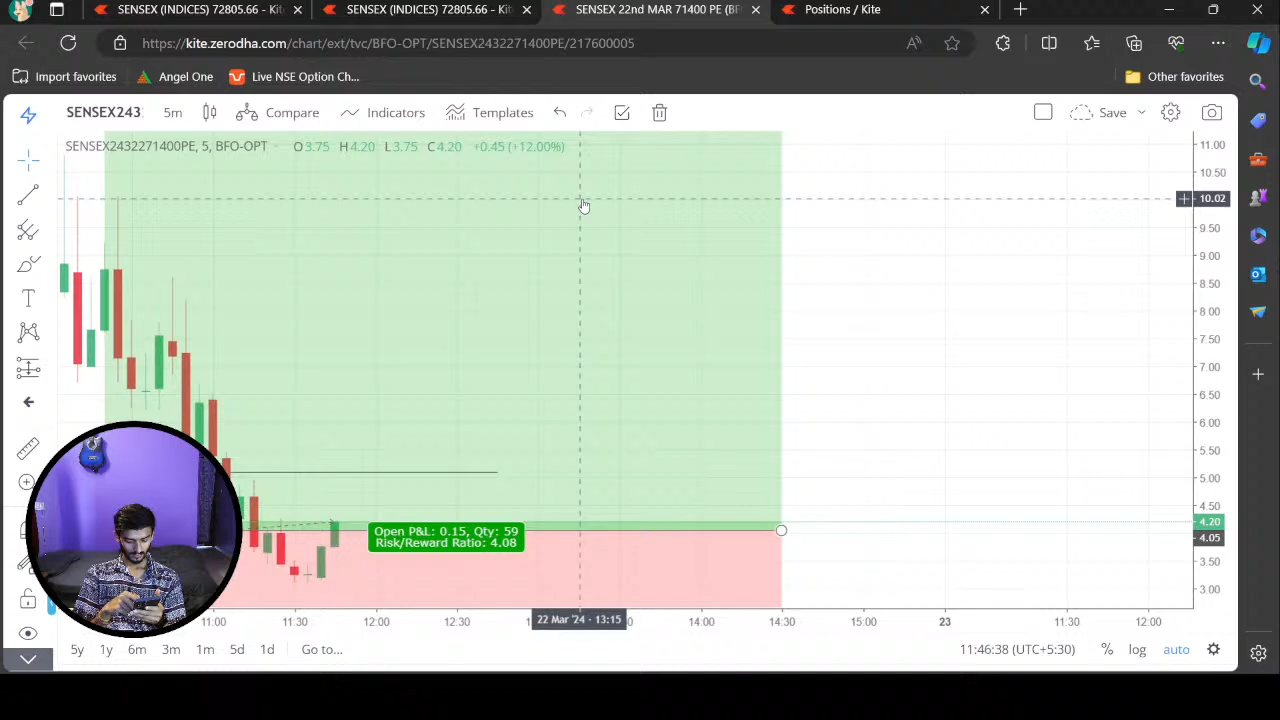 SENSEX (INDICES) 72805.66 - Kit
SENSEX (INDICES) 72805.66 - Kit
SENSEX 22nd MAR 71400 PE (BF
Positions / Kite
https://kite.zerodha.com/chart/ext/tvc/BFO-OPT/SENSEX2432271400PE/217600005
Import favorites
Angel One
Live NSE Option Ch...
Other favorites
SENSEX243
5m
Compare
Indicators
Templates
Save
SENSEX2432271400PE, 5, BFO-OPT
O3.75 H4.20 L3.75 C4.20 +0.45 (+12.00%)
11.00
10.50
10.02
9.50
9.00
8.50
8.00
7.50
7.00
6.50
6.00
5.50
5.00
4.50
4.20
4.05
3.50
3.00
Open P&L: 0.15, Qty: 59
Risk/Reward Ratio: 4.08
11:00
11:30
12:00
12:30
22 Mar '24 - 13:15
14:00
14:30
15:00
23
11:30
12:00
5y
1y
6m
3m
1m
5d
1d
Go to...
11:46:38 (UTC+5:30)
%
log
auto